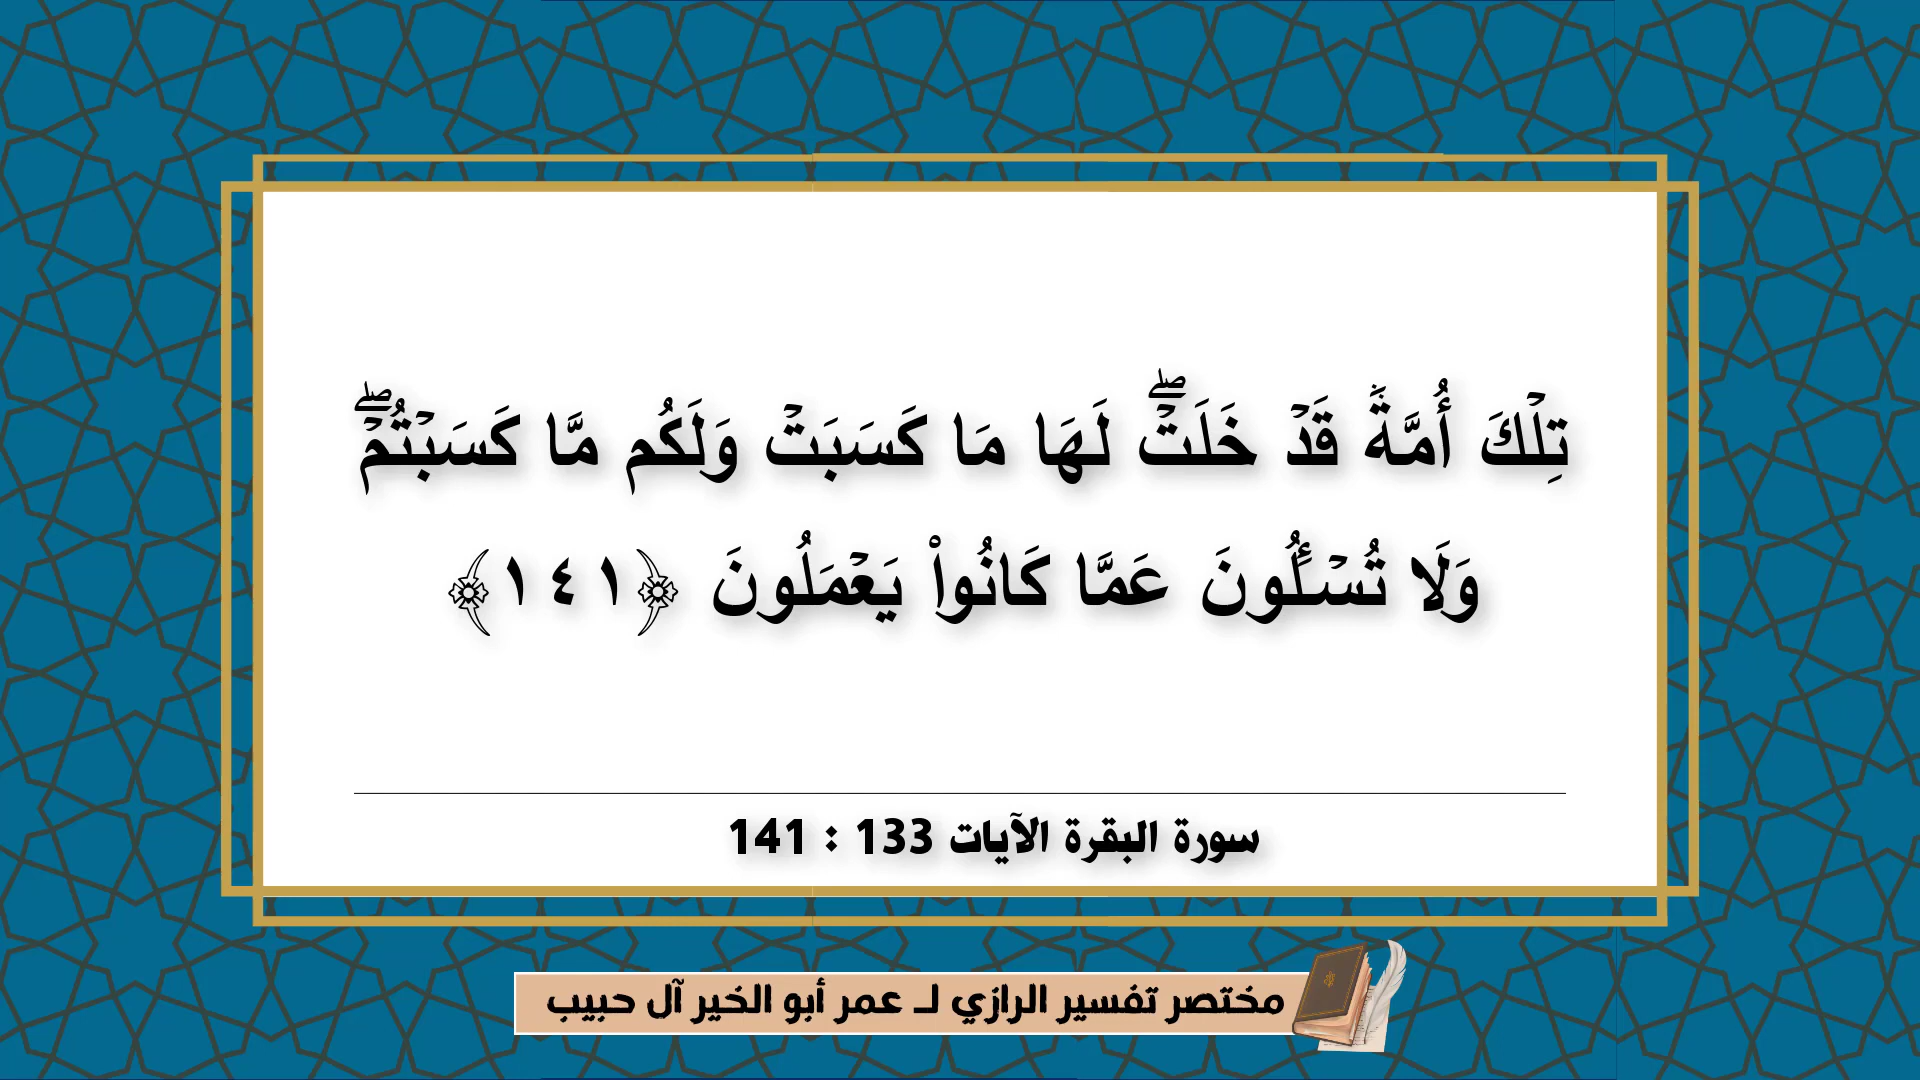 تِلْكَ أُمَّةٌ قَدْ خَلَتْ ۖ لَهَا مَا كَسَبَتْ وَلَكُم مَّا كَسَبْتُمْ ۖ
وَلَا تُسْـَٔلُونَ عَمَّا كَانُوا۟ يَعْمَلُونَ ﴿١٤١﴾
سورة البقرة الآيات 133 : 141
مختصر تفسير الرازي لـ عمر أبو الخير آل حبيب